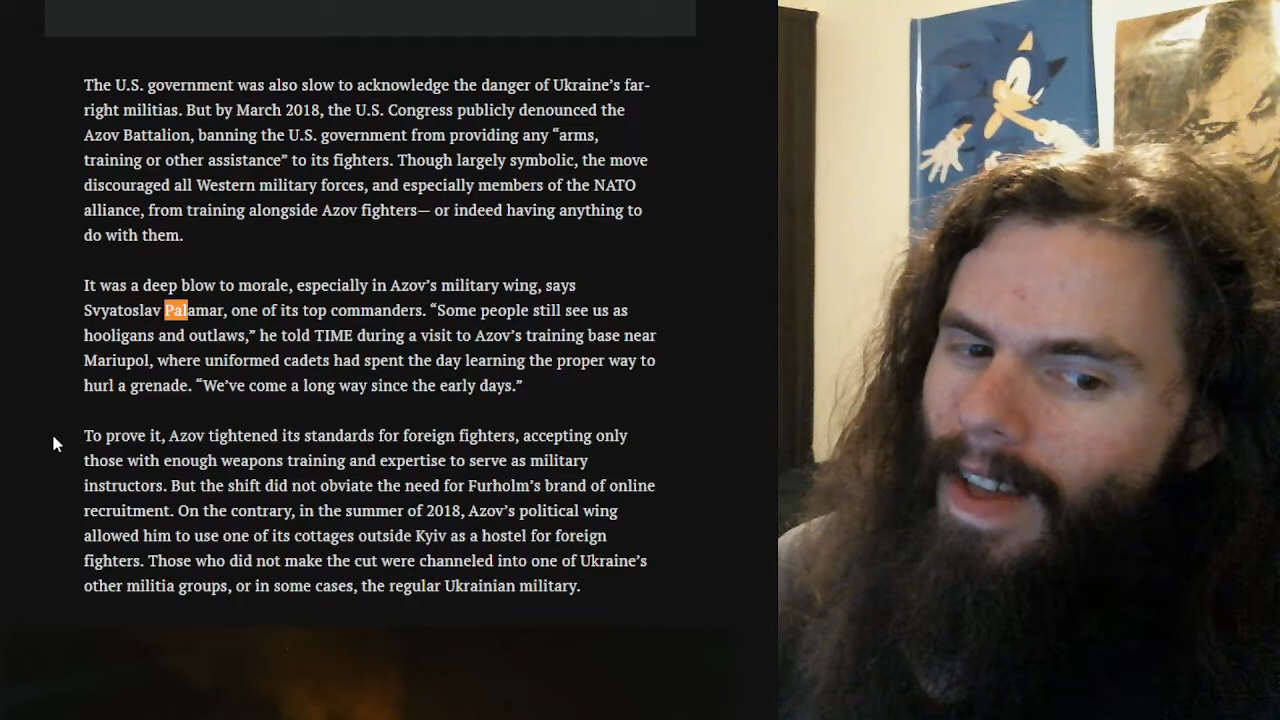 The U.S. government was also slow to acknowledge the danger of Ukraine’s far-
right militias. But by March 2018, the U.S. Congress publicly denounced the
Azov Battalion, banning the U.S. government from providing any “arms,
training or other assistance” to its fighters. Though largely symbolic, the move
discouraged all Western military forces, and especially members of the NATO
alliance, from training alongside Azov fighters— or indeed having anything to
do with them.
It was a deep blow to morale, especially in Azov’s military wing, says
Svyatoslav Palamar, one of its top commanders. “Some people still see us as
hooligans and outlaws,” he told TIME during a visit to Azov’s training base near
Mariupol, where uniformed cadets had spent the day learning the proper way to
hurl a grenade. “We’ve come a long way since the early days.”
To prove it, Azov tightened its standards for foreign fighters, accepting only
those with enough weapons training and expertise to serve as military
instructors. But the shift did not obviate the need for Furholm’s brand of online
recruitment. On the contrary, in the summer of 2018, Azov’s political wing
allowed him to use one of its cottages outside Kyiv as a hostel for foreign
fighters. Those who did not make the cut were channeled into one of Ukraine’s
other militia groups, or in some cases, the regular Ukrainian military.